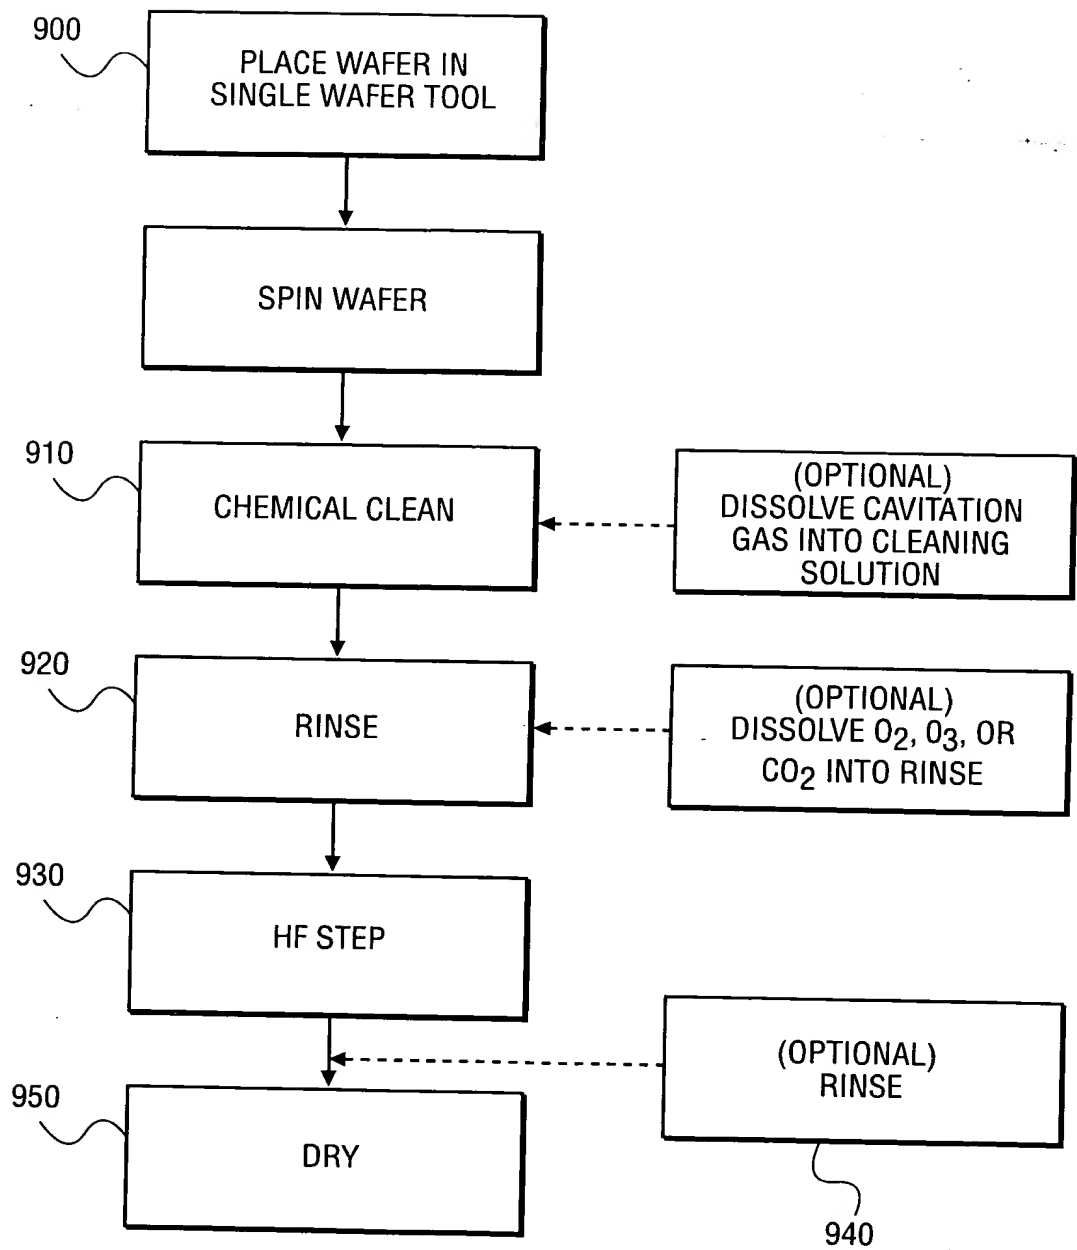 900
PLACE WAFER IN
SINGLE WAFER TOOL
SPIN WAFER
910
CHEMICAL CLEAN
(OPTIONAL)
DISSOLVE CAVITATION
GAS INTO CLEANING
SOLUTION
920
RINSE
(OPTIONAL)
DISSOLVE O₂, O₃, OR
CO₂ INTO RINSE
930
HF STEP
(OPTIONAL)
RINSE
940
950
DRY